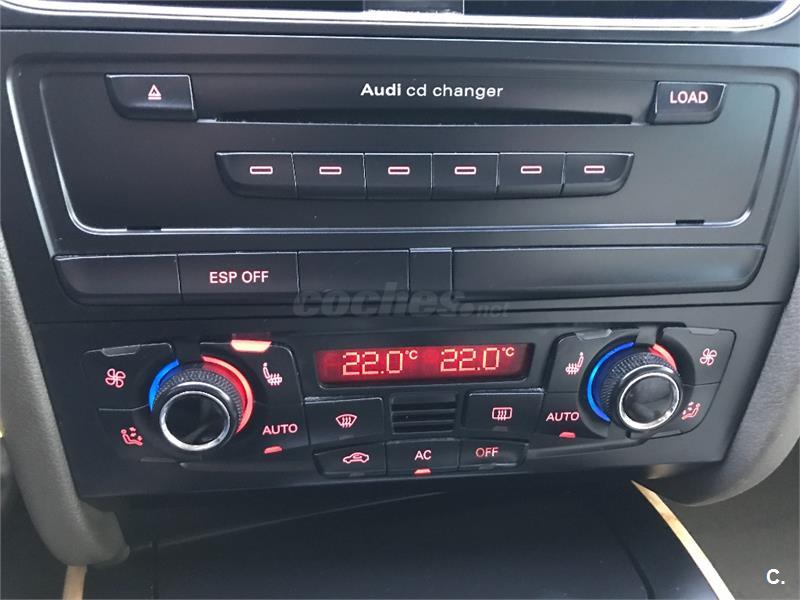 Audi cd changer
LOAD
ESP OFF
coches.net
22.0°C 22.0°C
AUTO
AUTO
AC
OFF
C.